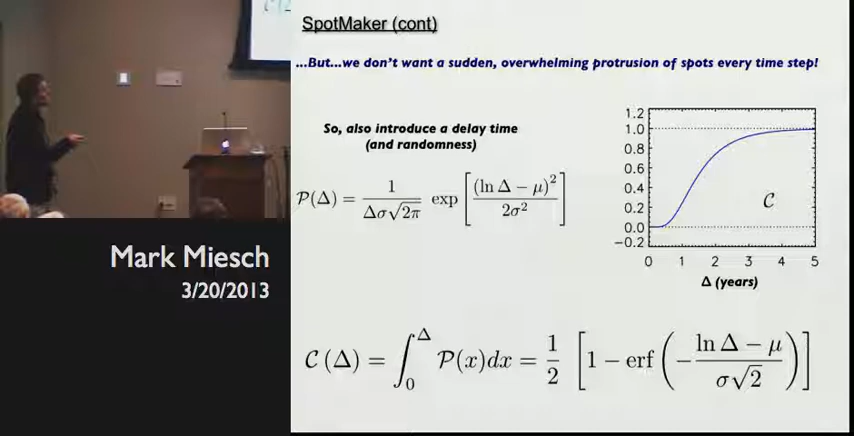 SpotMaker (cont)
...But...we don't want a sudden, overwhelming protrusion of spots every time step!
So, also introduce a delay time
(and randomness)
P(Δ) = 1/(Δσ√2π) exp[(ln Δ − μ)²/2σ²]
1.2
1.0
0.8
0.6
0.4
0.2
0.0
−0.2
C
0 1 2 3 4 5
Δ (years)
Mark Miesch
3/20/2013
C(Δ) = ∫₀^Δ P(x)dx = 1/2 [1 − erf(−(ln Δ − μ)/(σ√2))]